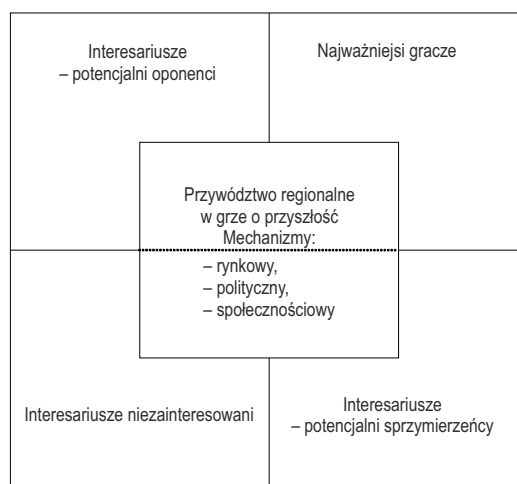 Interesariusze
– potencjalni oponenci
Najważniejsi gracze
Przywództwo regionalne
w grze o przyszłość
Mechanizmy:
– rynkowy,
– polityczny,
– społecznościowy
Interesariusze niezainteresowani
Interesariusze
– potencjalni sprzymierzeńcy